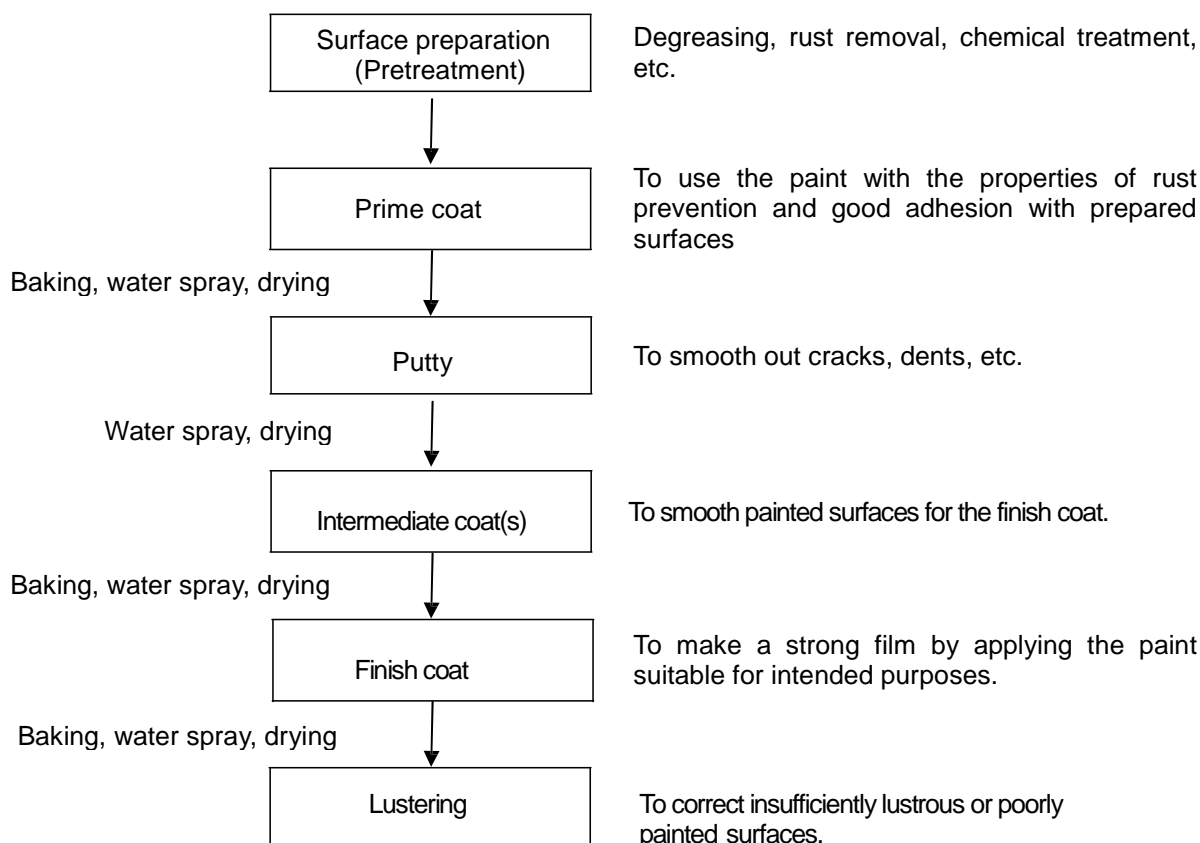 Surface preparation
(Pretreatment)
Degreasing, rust removal, chemical treatment,
etc.
Prime coat
To use the paint with the properties of rust
prevention and good adhesion with prepared
surfaces
Baking, water spray, drying
Putty
To smooth out cracks, dents, etc.
Water spray, drying
Intermediate coat(s)
To smooth painted surfaces for the finish coat.
Baking, water spray, drying
Finish coat
To make a strong film by applying the paint
suitable for intended purposes.
Baking, water spray, drying
Lustering
To correct insufficiently lustrous or poorly
painted surfaces.